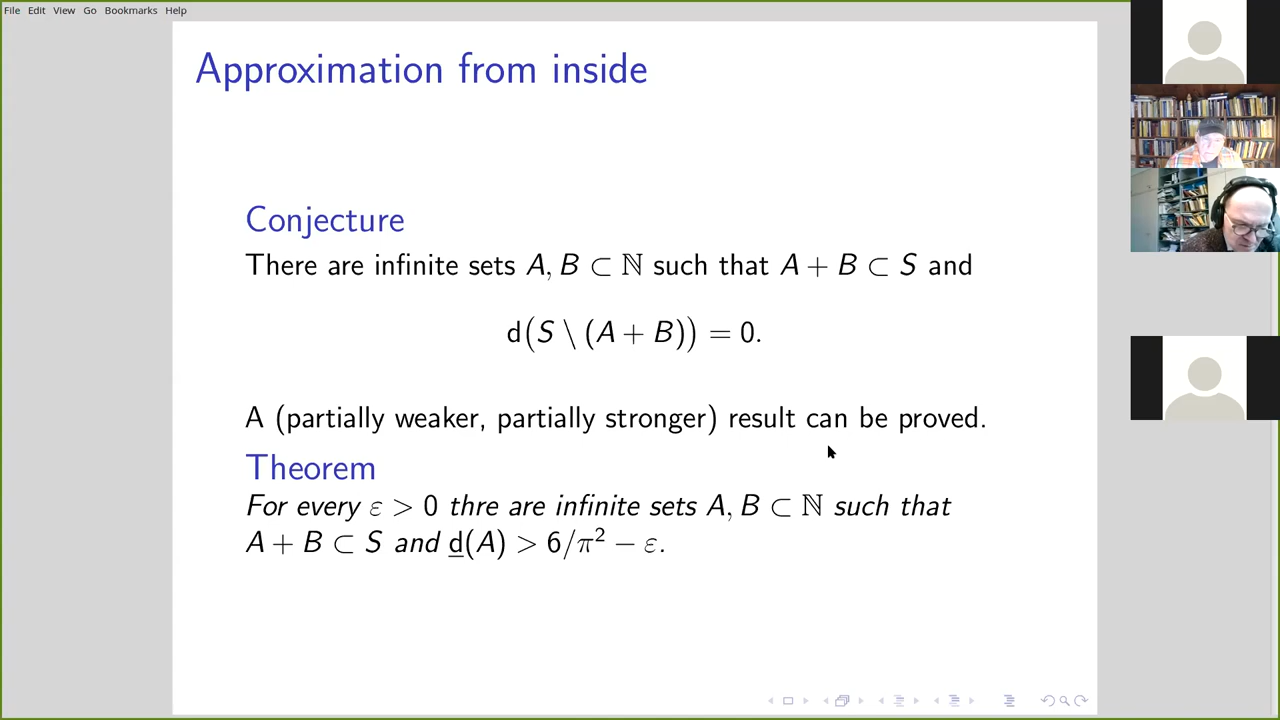 File Edit View Go Bookmarks Help
Approximation from inside
Conjecture
There are infinite sets A, B ⊂ ℕ such that A + B ⊂ S and
d(S \ (A + B)) = 0.
A (partially weaker, partially stronger) result can be proved.
Theorem
For every ε > 0 thre are infinite sets A, B ⊂ ℕ such that
A + B ⊂ S and d̲(A) > 6/π² − ε.